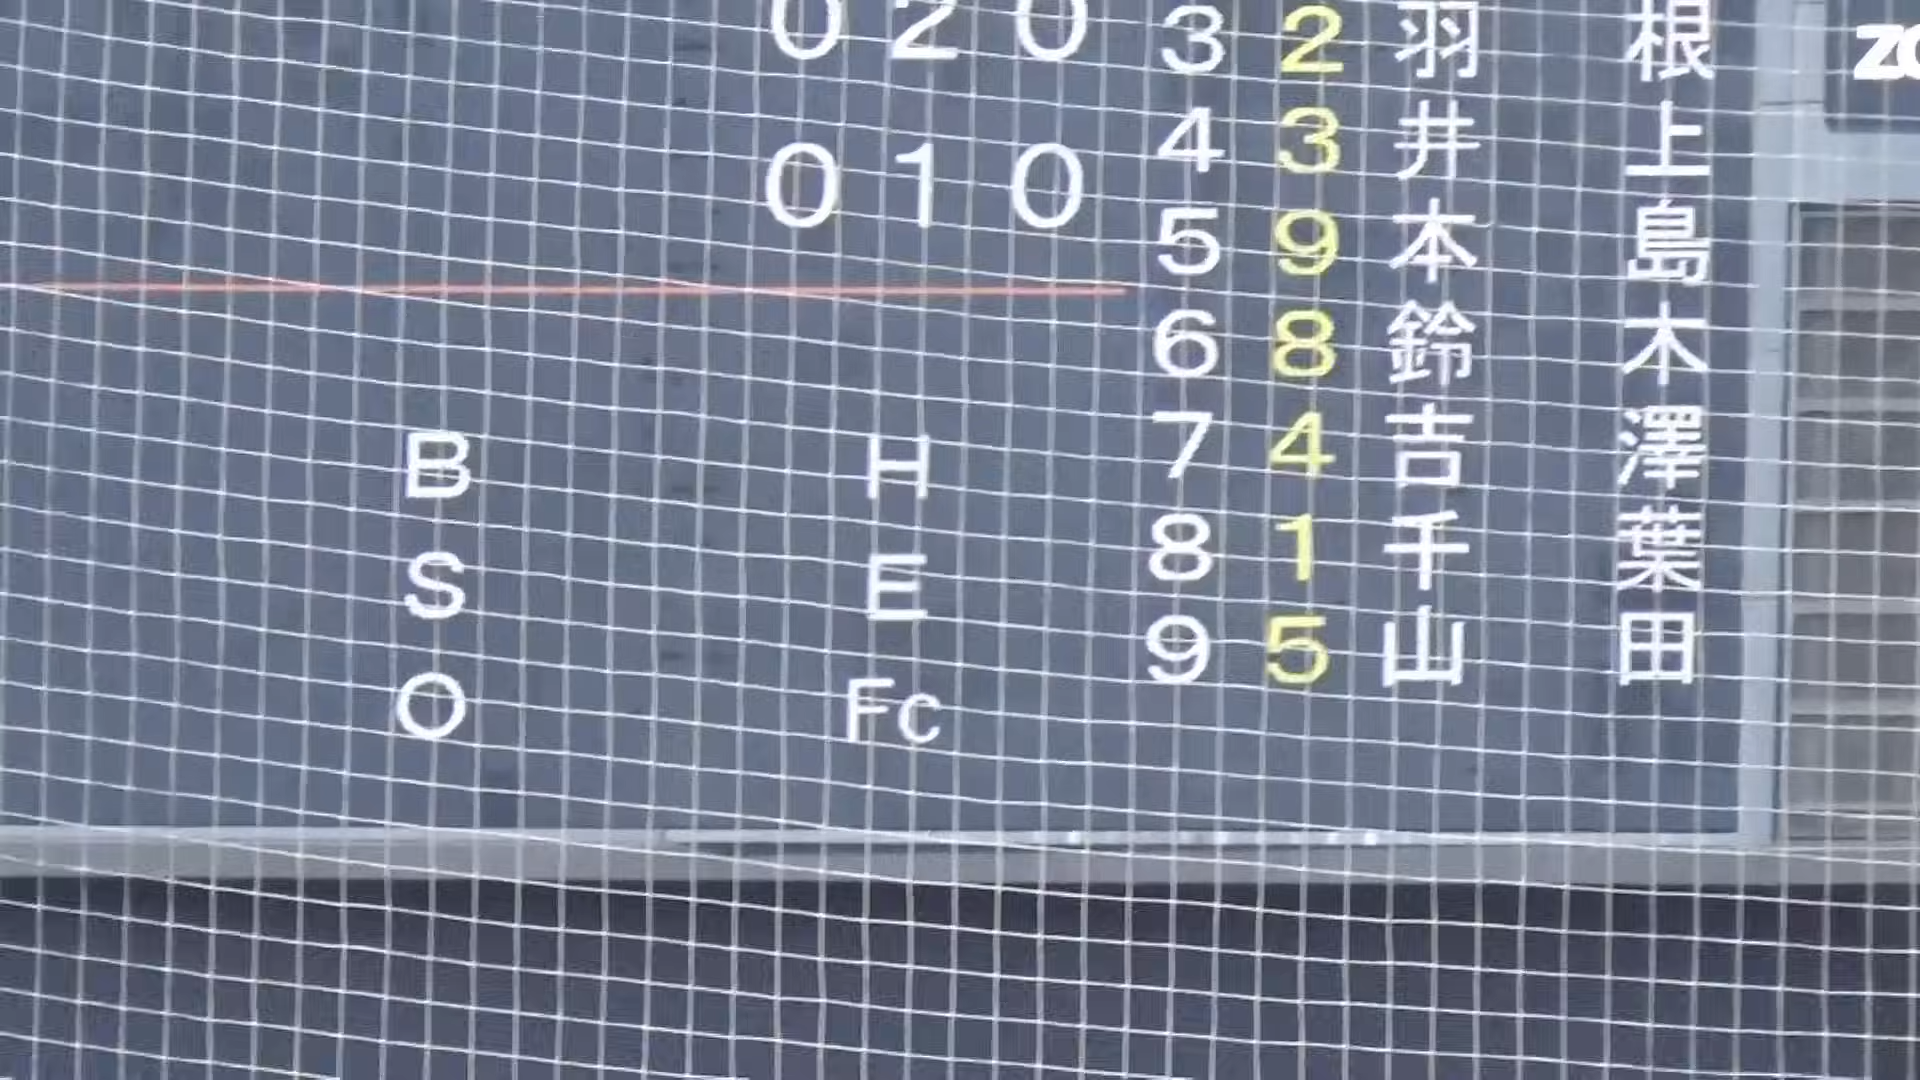 0 2 0
0 1 0
3 2 羽 根
4 3 井 上
5 9 本 島
6 8 鈴 木
7 4 吉 澤
8 1 千 葉
9 5 山 田
B
S
O
H
E
Fc